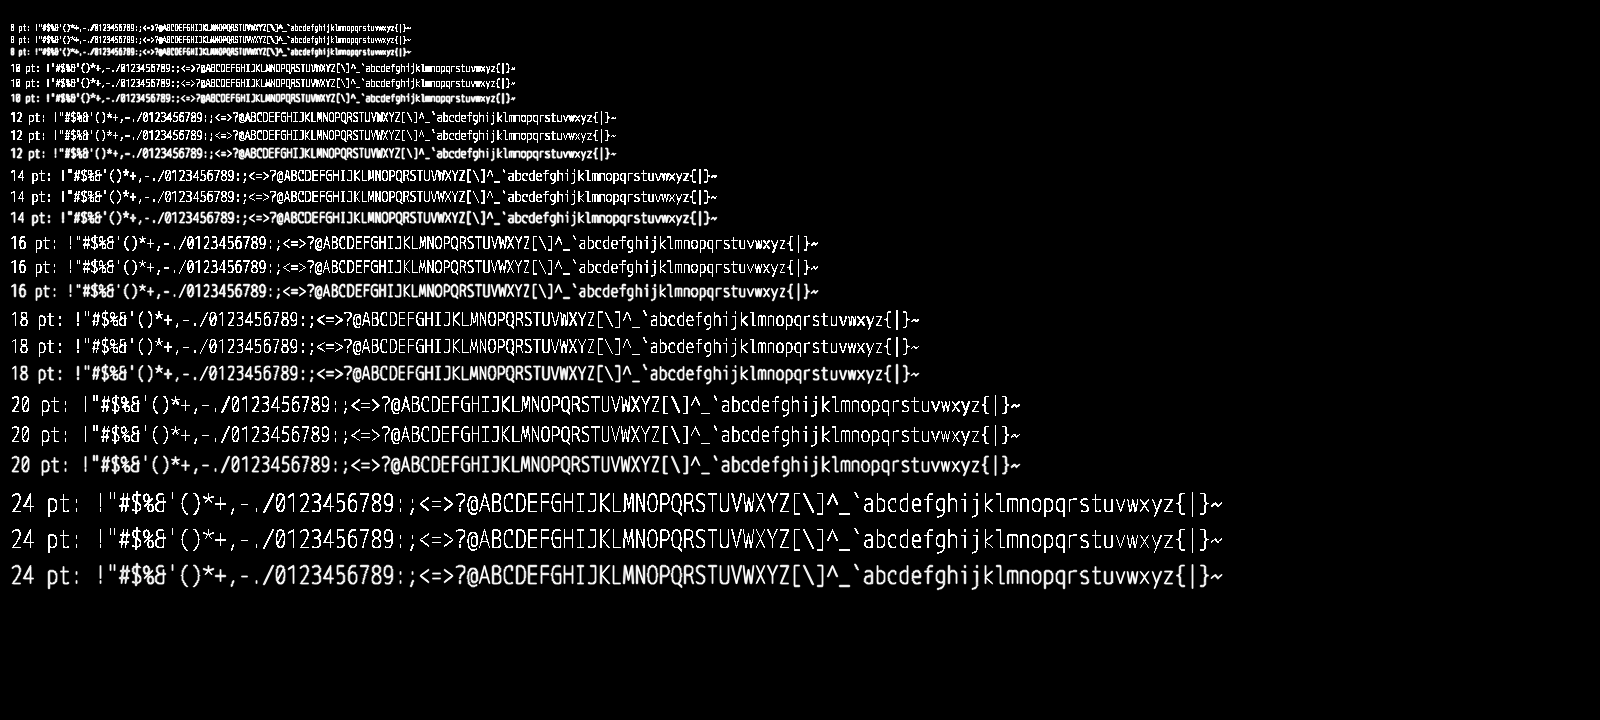 8 pt: !"#$%&'()*+,-./0123456789:;<=>?@ABCDEFGHIJKLMNOPQRSTUVWXYZ[\]^_`abcdefghijklmnopqrstuvwxyz{|}~
8 pt: !"#$%&'()*+,-./0123456789:;<=>?@ABCDEFGHIJKLMNOPQRSTUVWXYZ[\]^_`abcdefghijklmnopqrstuvwxyz{|}~
8 pt: !"#$%&'()*+,-./0123456789:;<=>?@ABCDEFGHIJKLMNOPQRSTUVWXYZ[\]^_`abcdefghijklmnopqrstuvwxyz{|}~
10 pt: !"#$%&'()*+,-./0123456789:;<=>?@ABCDEFGHIJKLMNOPQRSTUVWXYZ[\]^_`abcdefghijklmnopqrstuvwxyz{|}~
10 pt: !"#$%&'()*+,-./0123456789:;<=>?@ABCDEFGHIJKLMNOPQRSTUVWXYZ[\]^_`abcdefghijklmnopqrstuvwxyz{|}~
10 pt: !"#$%&'()*+,-./0123456789:;<=>?@ABCDEFGHIJKLMNOPQRSTUVWXYZ[\]^_`abcdefghijklmnopqrstuvwxyz{|}~
12 pt: !"#$%&'()*+,-./0123456789:;<=>?@ABCDEFGHIJKLMNOPQRSTUVWXYZ[\]^_`abcdefghijklmnopqrstuvwxyz{|}~
12 pt: !"#$%&'()*+,-./0123456789:;<=>?@ABCDEFGHIJKLMNOPQRSTUVWXYZ[\]^_`abcdefghijklmnopqrstuvwxyz{|}~
12 pt: !"#$%&'()*+,-./0123456789:;<=>?@ABCDEFGHIJKLMNOPQRSTUVWXYZ[\]^_`abcdefghijklmnopqrstuvwxyz{|}~
14 pt: !"#$%&'()*+,-./0123456789:;<=>?@ABCDEFGHIJKLMNOPQRSTUVWXYZ[\]^_`abcdefghijklmnopqrstuvwxyz{|}~
14 pt: !"#$%&'()*+,-./0123456789:;<=>?@ABCDEFGHIJKLMNOPQRSTUVWXYZ[\]^_`abcdefghijklmnopqrstuvwxyz{|}~
14 pt: !"#$%&'()*+,-./0123456789:;<=>?@ABCDEFGHIJKLMNOPQRSTUVWXYZ[\]^_`abcdefghijklmnopqrstuvwxyz{|}~
16 pt: !"#$%&'()*+,-./0123456789:;<=>?@ABCDEFGHIJKLMNOPQRSTUVWXYZ[\]^_`abcdefghijklmnopqrstuvwxyz{|}~
16 pt: !"#$%&'()*+,-./0123456789:;<=>?@ABCDEFGHIJKLMNOPQRSTUVWXYZ[\]^_`abcdefghijklmnopqrstuvwxyz{|}~
16 pt: !"#$%&'()*+,-./0123456789:;<=>?@ABCDEFGHIJKLMNOPQRSTUVWXYZ[\]^_`abcdefghijklmnopqrstuvwxyz{|}~
18 pt: !"#$%&'()*+,-./0123456789:;<=>?@ABCDEFGHIJKLMNOPQRSTUVWXYZ[\]^_`abcdefghijklmnopqrstuvwxyz{|}~
18 pt: !"#$%&'()*+,-./0123456789:;<=>?@ABCDEFGHIJKLMNOPQRSTUVWXYZ[\]^_`abcdefghijklmnopqrstuvwxyz{|}~
18 pt: !"#$%&'()*+,-./0123456789:;<=>?@ABCDEFGHIJKLMNOPQRSTUVWXYZ[\]^_`abcdefghijklmnopqrstuvwxyz{|}~
20 pt: !"#$%&'()*+,-./0123456789:;<=>?@ABCDEFGHIJKLMNOPQRSTUVWXYZ[\]^_`abcdefghijklmnopqrstuvwxyz{|}~
20 pt: !"#$%&'()*+,-./0123456789:;<=>?@ABCDEFGHIJKLMNOPQRSTUVWXYZ[\]^_`abcdefghijklmnopqrstuvwxyz{|}~
20 pt: !"#$%&'()*+,-./0123456789:;<=>?@ABCDEFGHIJKLMNOPQRSTUVWXYZ[\]^_`abcdefghijklmnopqrstuvwxyz{|}~
24 pt: !"#$%&'()*+,-./0123456789:;<=>?@ABCDEFGHIJKLMNOPQRSTUVWXYZ[\]^_`abcdefghijklmnopqrstuvwxyz{|}~
24 pt: !"#$%&'()*+,-./0123456789:;<=>?@ABCDEFGHIJKLMNOPQRSTUVWXYZ[\]^_`abcdefghijklmnopqrstuvwxyz{|}~
24 pt: !"#$%&'()*+,-./0123456789:;<=>?@ABCDEFGHIJKLMNOPQRSTUVWXYZ[\]^_`abcdefghijklmnopqrstuvwxyz{|}~